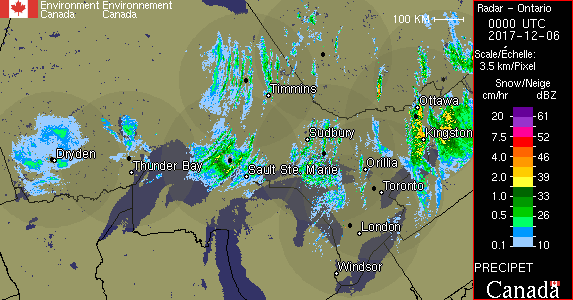 Environment Environnement
Canada Canada
100 KM
Timmins
Ottawa
Sudbury
Kingston
Dryden
Thunder Bay
Sault Ste. Marie
Orillia
Toronto
London
Windsor
Radar - Ontario
0000 UTC
2017-12-06
Scale/Échelle:
3.5 km/Pixel
Snow/Neige
cm/hr dBZ
20 61
7.5 52
4.0 46
2.0 39
1.0 33
0.5 26
0.1 10
PRECIPET
Canada